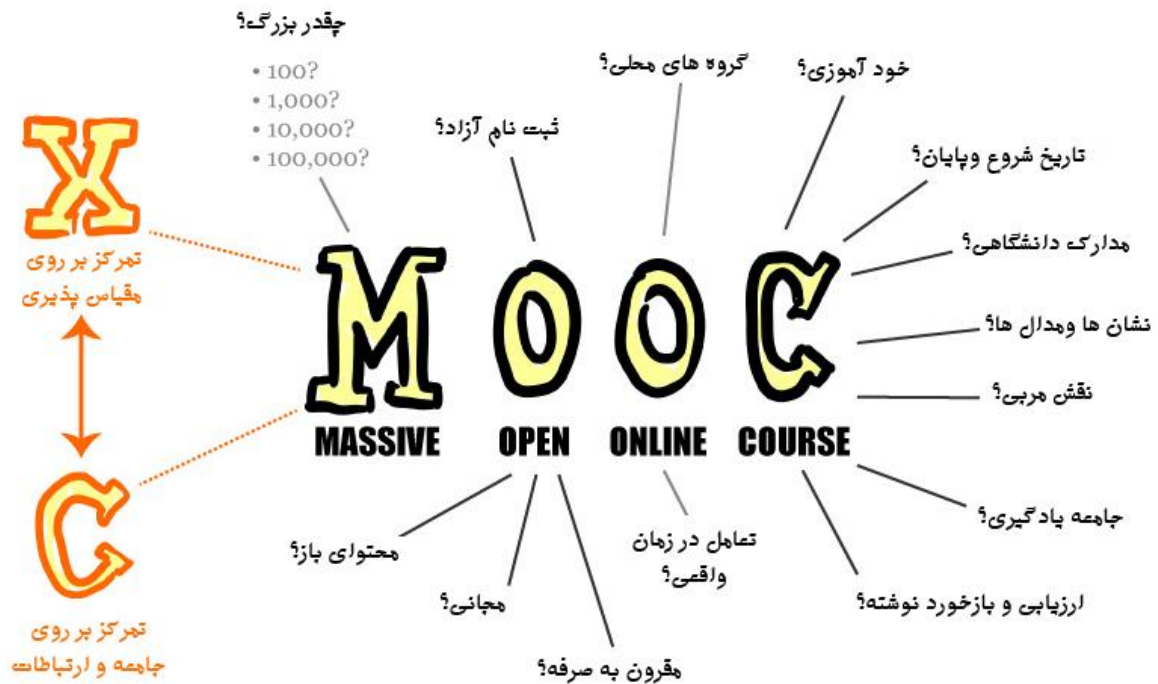 چقدر بزرگ؟
• 100?
• 1,000?
• 10,000?
• 100,000?
ثبت نام آزاد؟
گروه های محلی؟
خود آموزی؟
تاریخ شروع وپایان؟
مدارک دانشگاهی؟
نشان ها ومدال ها؟
نقش مربی؟
جامعه یادگیری؟
ارزیابی و بازخورد نوشته؟
X
تمرکز بر روی
مقیاس پذیری
C
تمرکز بر روی
جامعه و ارتباطات
MOOC
MASSIVE OPEN ONLINE COURSE
محتوای باز؟
مجانی؟
مقرون به صرفه؟
تعامل در زمان
واقعی؟